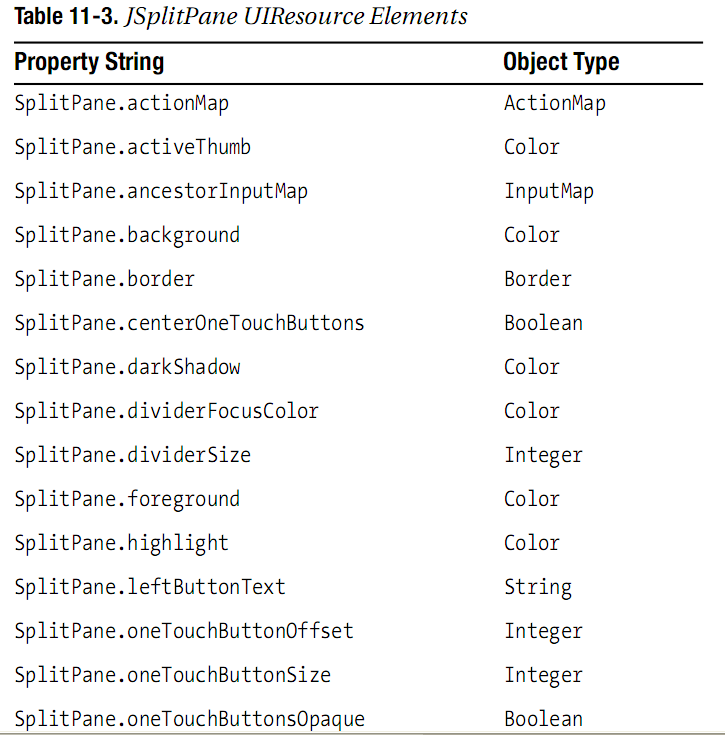 Table 11-3. JSplitPane UIResource Elements
Property String Object Type
SplitPane.actionMap ActionMap
SplitPane.activeThumb Color
SplitPane.ancestorInputMap InputMap
SplitPane.background Color
SplitPane.border Border
SplitPane.centerOneTouchButtons Boolean
SplitPane.darkShadow Color
SplitPane.dividerFocusColor Color
SplitPane.dividerSize Integer
SplitPane.foreground Color
SplitPane.highlight Color
SplitPane.leftButtonText String
SplitPane.oneTouchButtonOffset Integer
SplitPane.oneTouchButtonSize Integer
SplitPane.oneTouchButtonsOpaque Boolean